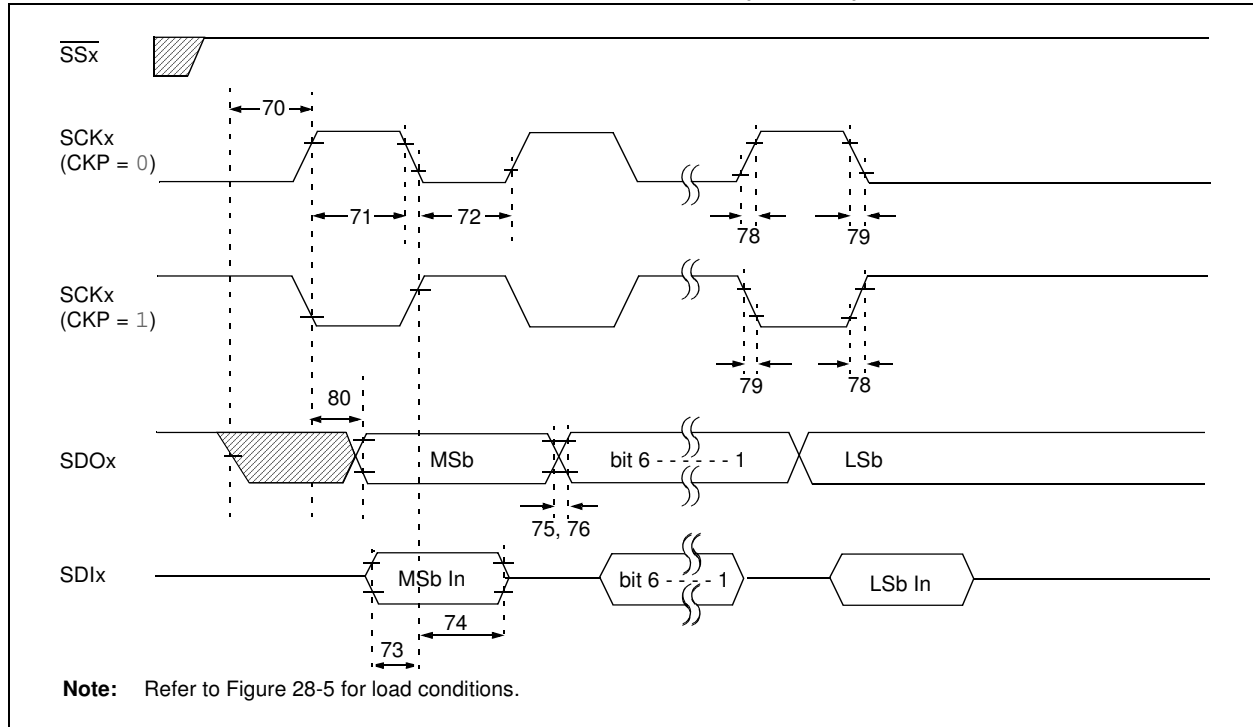 SSx
70
SCKx
(CKP = 0)
71
72
78
79
SCKx
(CKP = 1)
79
78
80
SDOx
MSb
bit 6 - - - - - - 1
LSb
75, 76
SDIx
MSb In
bit 6 - - - - 1
LSb In
74
73
Note: Refer to Figure 28-5 for load conditions.